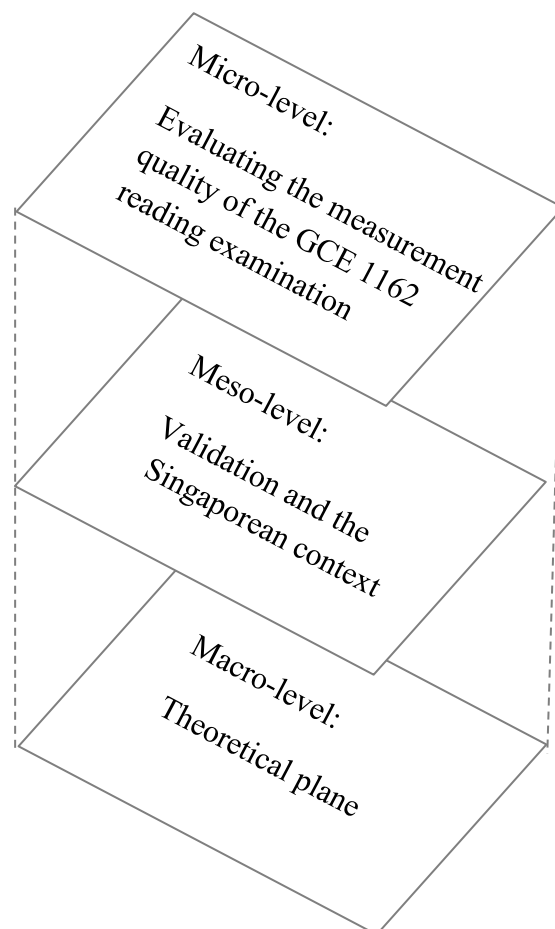 Micro-level:
Evaluating the measurement
quality of the GCE 1162
reading examination
Meso-level:
Validation and the
Singaporean context
Macro-level:
Theoretical plane